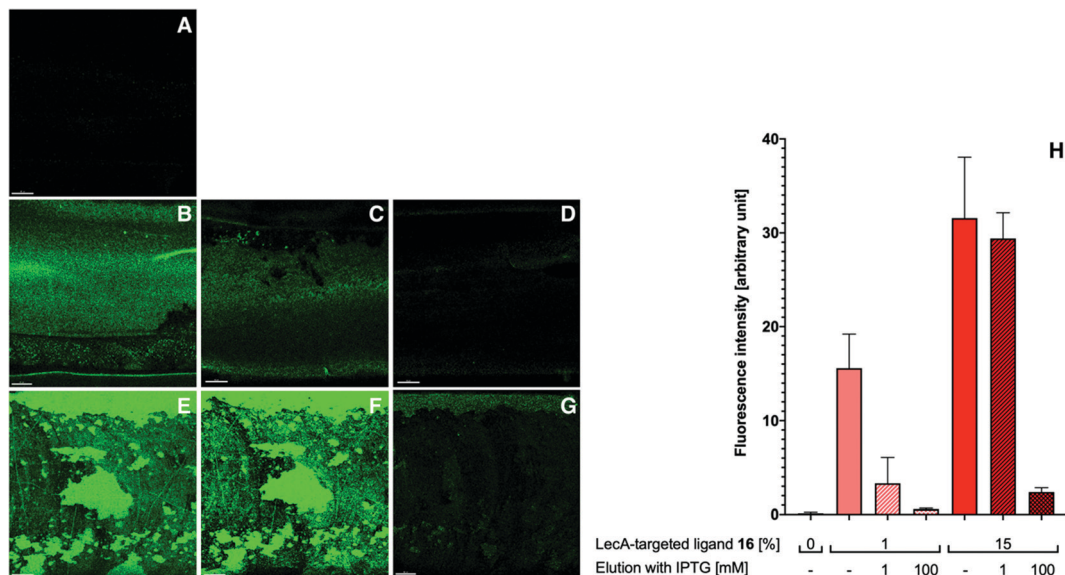 A
B
C
D
E
F
G
H
Fluorescence intensity [arbitrary unit]
40
30
20
10
0
LecA-targeted ligand 16 [%] 0 1 15
Elution with IPTG [mM] - - 1 100 - 1 100